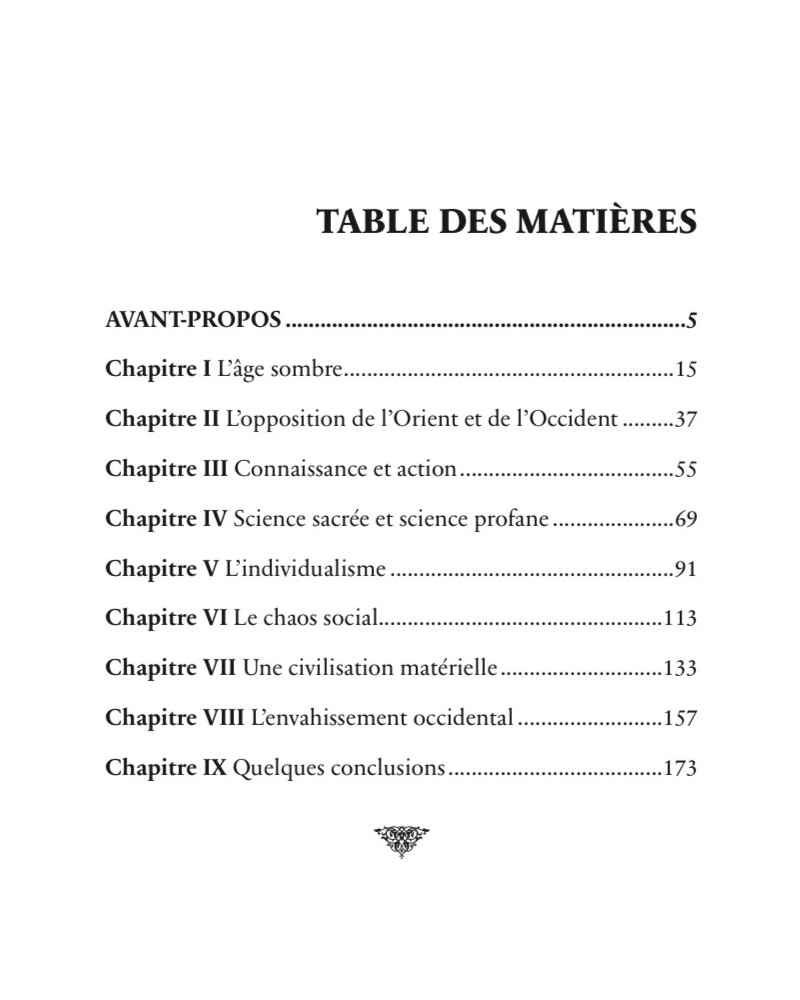 TABLE DES MATIÈRES
AVANT-PROPOS.....................................................................5
Chapitre I L’âge sombre.........................................................15
Chapitre II L’opposition de l’Orient et de l’Occident.........37
Chapitre III Connaissance et action.....................................55
Chapitre IV Science sacrée et science profane.....................69
Chapitre V L’individualisme.................................................91
Chapitre VI Le chaos social.................................................113
Chapitre VII Une civilisation matérielle............................133
Chapitre VIII L’envahissement occidental.........................157
Chapitre IX Quelques conclusions.....................................173